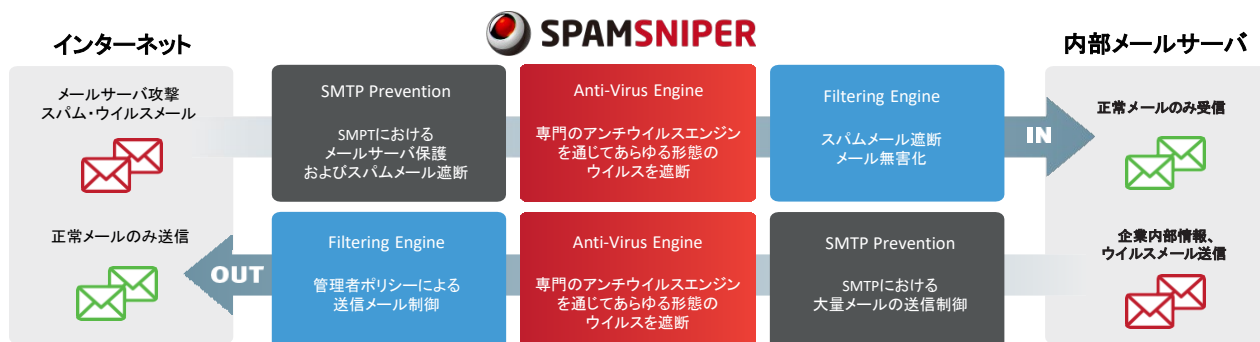 SPAMSNIPER
インターネット
内部メールサーバ
メールサーバ攻撃
スパム・ウイルスメール
SMTP Prevention
SMPTにおける
メールサーバ保護
およびスパムメール遮断
Anti-Virus Engine
専門のアンチウイルスエンジン
を通じてあらゆる形態の
ウイルスを遮断
Filtering Engine
スパムメール遮断
メール無害化
IN
正常メールのみ受信
正常メールのみ送信
OUT
Filtering Engine
管理者ポリシーによる
送信メール制御
Anti-Virus Engine
専門のアンチウイルスエンジン
を通じてあらゆる形態の
ウイルスを遮断
SMTP Prevention
SMTPにおける
大量メールの送信制御
企業内部情報、
ウイルスメール送信